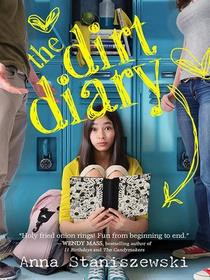 the
dirt
diary
"Holy fried onion rings! Fun from beginning to end."
—WENDY MASS, bestselling author of
11 Birthdays and The Candymakers
Anna Staniszewski